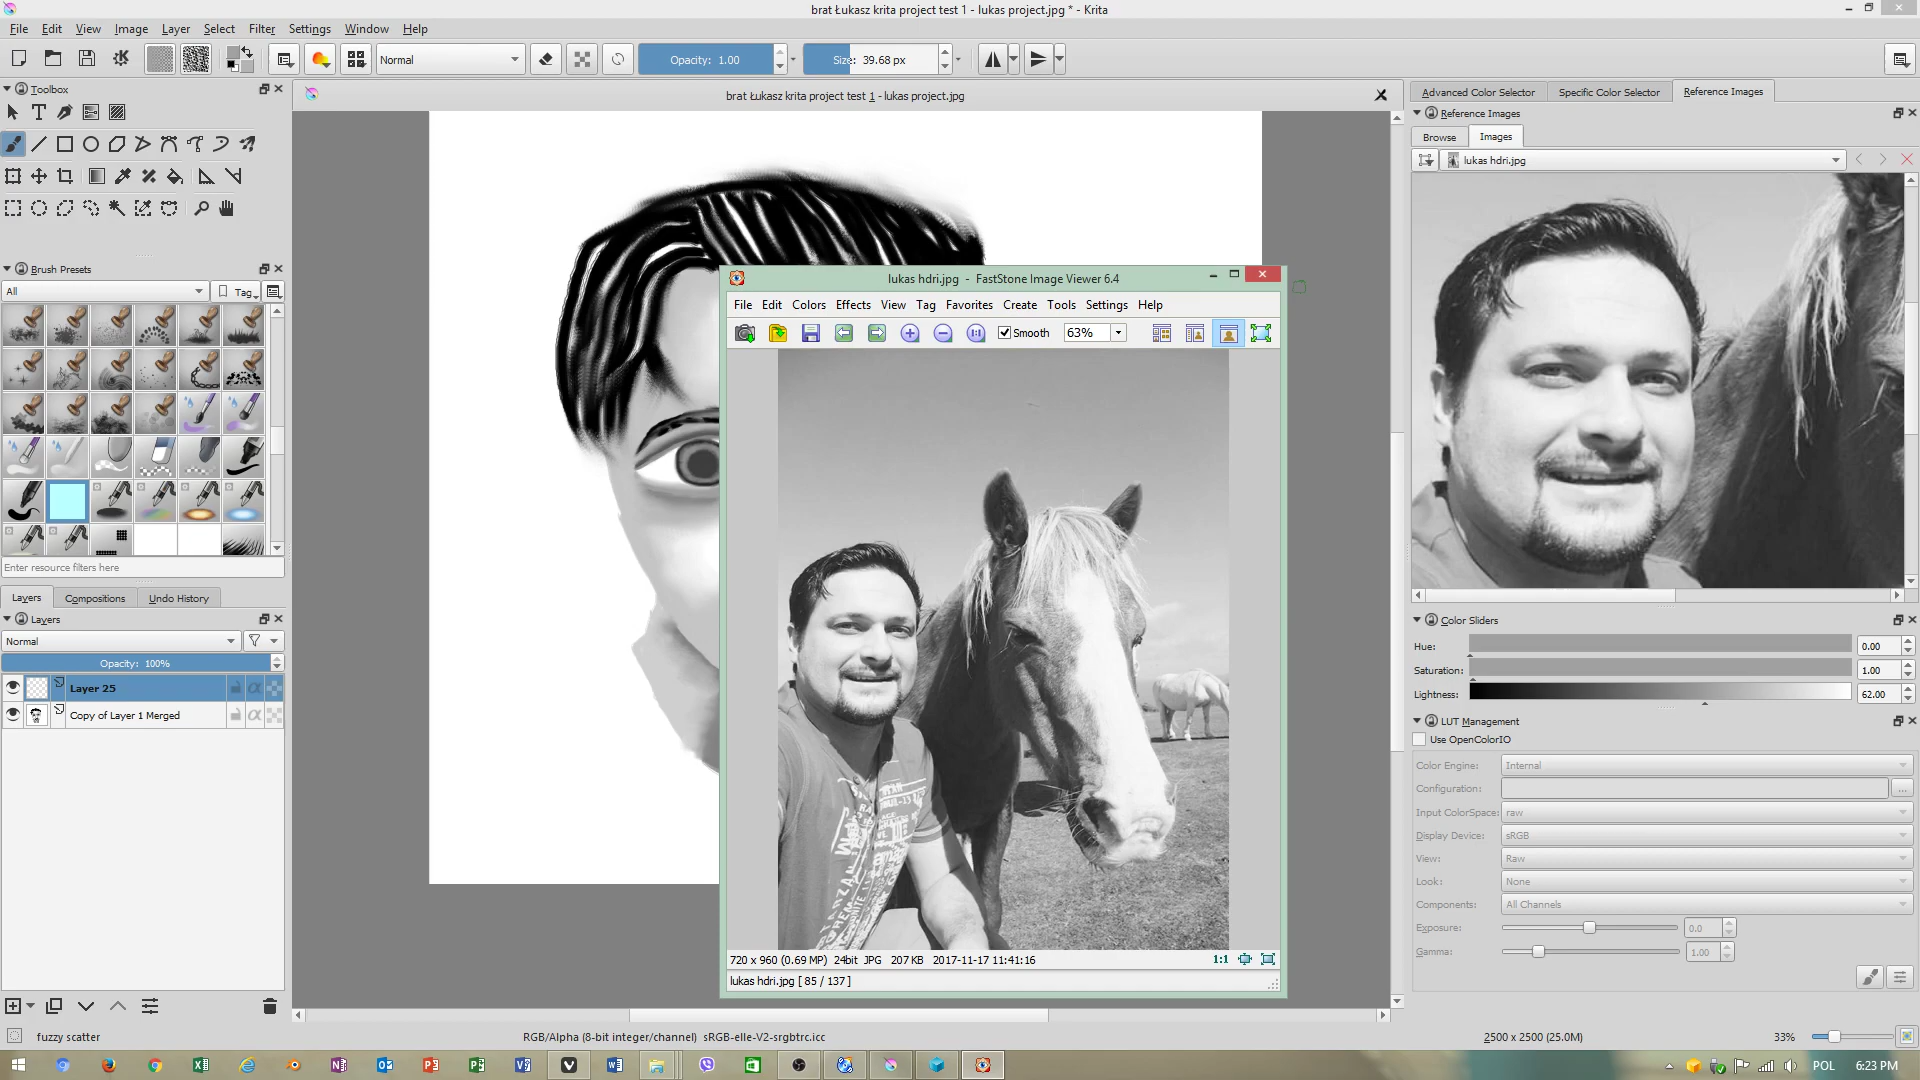 brat Łukasz krita project test 1 - lukas project.jpg * - Krita
File Edit View Image Layer Select Filter Settings Window Help
Normal
Opacity: 1.00
Size: 39.68 px
Toolbox
brat Łukasz krita project test 1 - lukas project.jpg
Advanced Color Selector Specific Color Selector Reference Images
Reference Images
Browse Images
lukas hdri.jpg
Brush Presets
All
Tag
Enter resource filters here
Layers Compositions Undo History
Layers
Normal
Opacity: 100%
Layer 25
Copy of Layer 1 Merged
lukas hdri.jpg - FastStone Image Viewer 6.4
File Edit Colors Effects View Tag Favorites Create Tools Settings Help
Smooth 63%
720 x 960 (0.69 MP) 24bit JPG 207 KB 2017-11-17 11:41:16
1:1
lukas hdri.jpg [ 85 / 137 ]
Color Sliders
Hue: 0.00
Saturation: 1.00
Lightness: 62.00
LUT Management
Use OpenColorIO
Color Engine: Internal
Configuration: ...
Input ColorSpace: raw
Display Device: sRGB
View: Raw
Look: None
Components: All Channels
Exposure: 0.0
Gamma: 1.00
fuzzy scatter
RGB/Alpha (8-bit integer/channel) sRGB-elle-V2-srgbtrc.icc
2500 x 2500 (25.0M)
33%
POL
6:23 PM